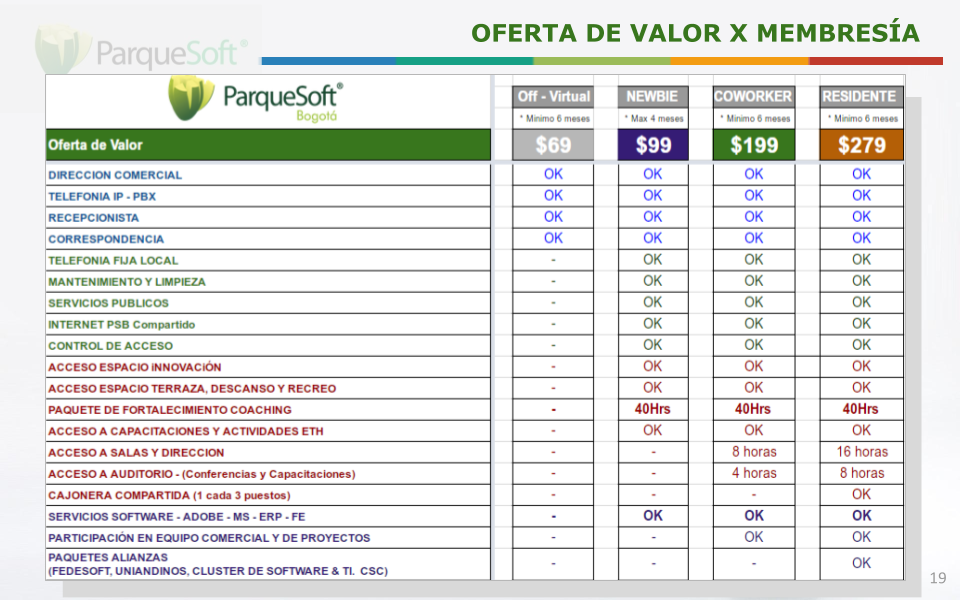 ParqueSoft®
OFERTA DE VALOR X MEMBRESÍA
ParqueSoft®
Bogotá
Off - Virtual NEWBIE COWORKER RESIDENTE
* Minimo 6 meses * Max 4 meses * Minimo 6 meses * Minimo 6 meses
Oferta de Valor $69 $99 $199 $279
DIRECCION COMERCIAL OK OK OK OK
TELEFONIA IP - PBX OK OK OK OK
RECEPCIONISTA OK OK OK OK
CORRESPONDENCIA OK OK OK OK
TELEFONIA FIJA LOCAL - OK OK OK
MANTENIMIENTO Y LIMPIEZA - OK OK OK
SERVICIOS PUBLICOS - OK OK OK
INTERNET PSB Compartido - OK OK OK
CONTROL DE ACCESO - OK OK OK
ACCESO ESPACIO iNNOVACIÓN - OK OK OK
ACCESO ESPACIO TERRAZA, DESCANSO Y RECREO - OK OK OK
PAQUETE DE FORTALECIMIENTO COACHING - 40Hrs 40Hrs 40Hrs
ACCESO A CAPACITACIONES Y ACTIVIDADES ETH - OK OK OK
ACCESO A SALAS Y DIRECCION - - 8 horas 16 horas
ACCESO A AUDITORIO - (Conferencias y Capacitaciones) - - 4 horas 8 horas
CAJONERA COMPARTIDA (1 cada 3 puestos) - - - OK
SERVICIOS SOFTWARE - ADOBE - MS - ERP - FE - OK OK OK
PARTICIPACIÓN EN EQUIPO COMERCIAL Y DE PROYECTOS - - OK OK
PAQUETES ALIANZAS
(FEDESOFT, UNIANDINOS, CLUSTER DE SOFTWARE & TI. CSC) - - - OK
19